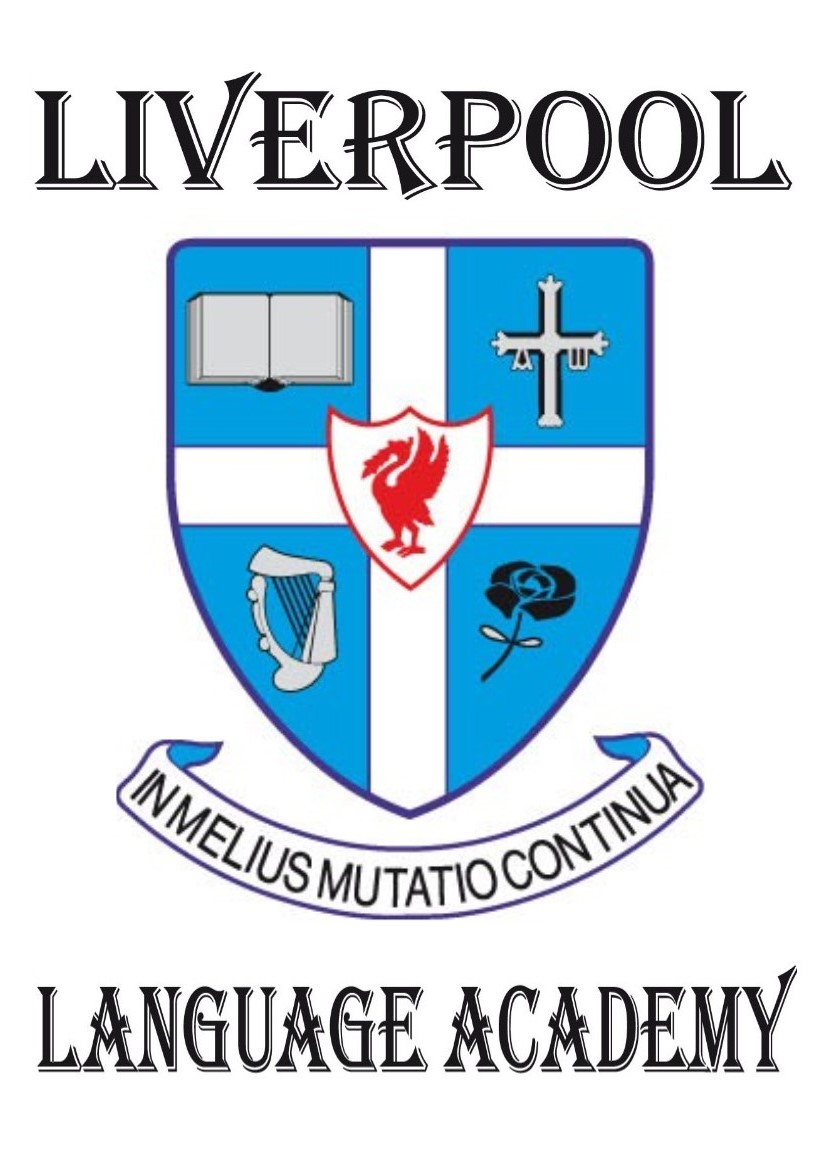 LIVERPOOL
A ω
IN MELIUS MUTATIO CONTINUA
LANGUAGE ACADEMY